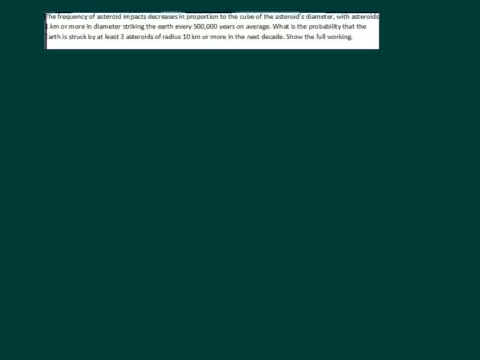 The frequency of asteroid impacts decreases in proportion to the cube of the asteroid's diameter, with asteroids
1 km or more in diameter striking the earth every 500,000 years on average. What is the probability that the
Earth is struck by at least 3 asteroids of radius 10 km or more in the next decade. Show the full working.